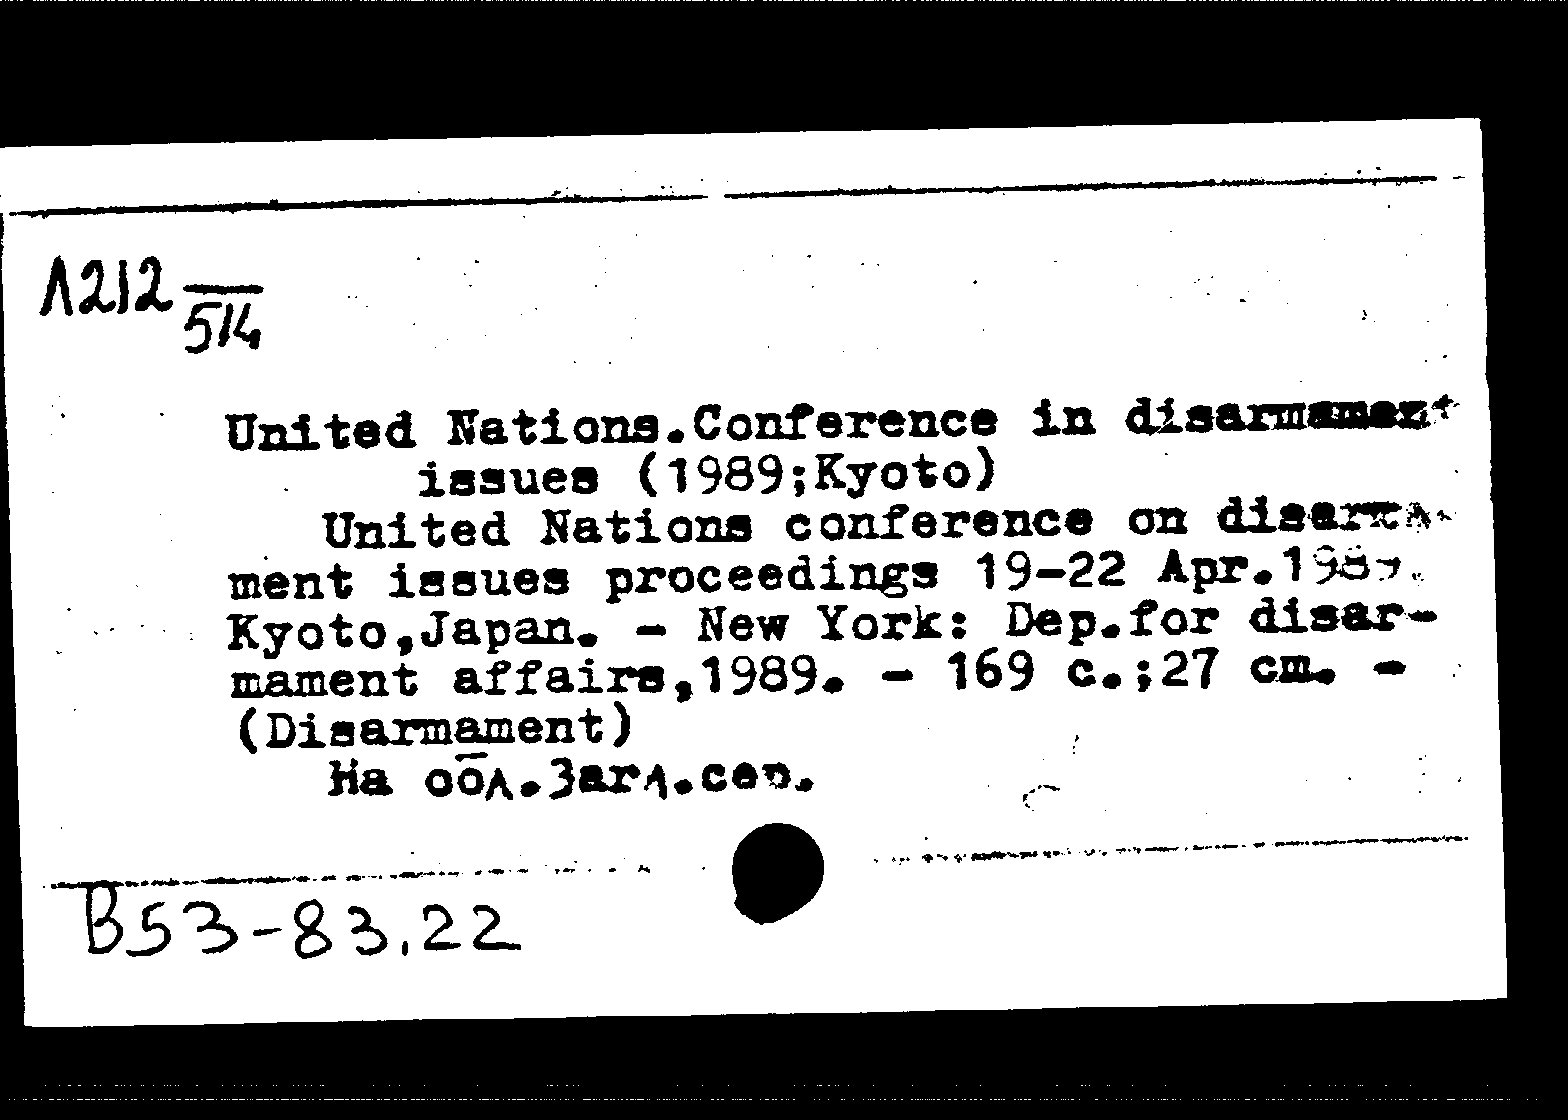 Л212
514
United Nations.Conference in disarmament
issues (1989;Kyoto)
United Nations conference on disarma-
ment issues proceedings 19-22 Apr.1989.
Kyoto,Japan. - New York: Dep.for disar-
mament affairs,1989. - 169 c.;27 см. -
(Disarmament)
На обл.Загл.сер.
B53-83.22